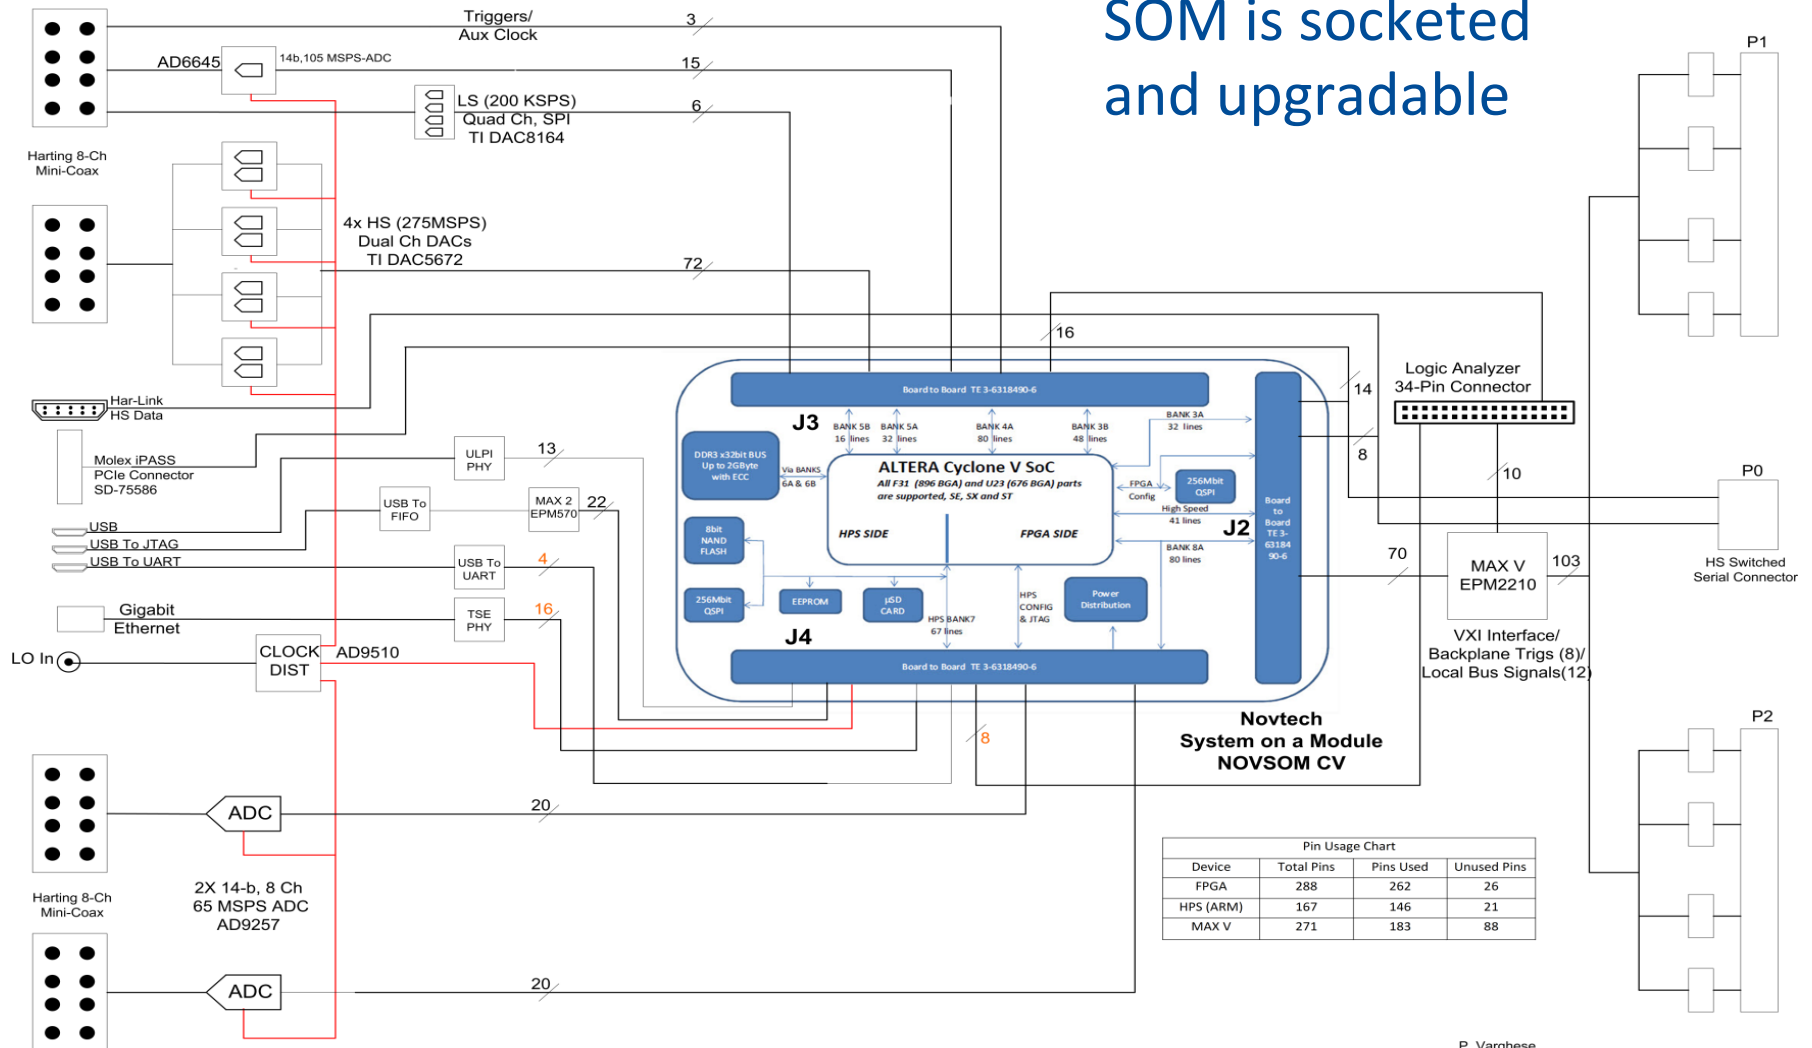 SOM is socketed
and upgradable
Triggers/
Aux Clock
3
AD6645
14b,105 MSPS-ADC
15
LS (200 KSPS)
Quad Ch, SPI
TI DAC8164
6
Harting 8-Ch
Mini-Coax
4x HS (275MSPS)
Dual Ch DACs
TI DAC5672
72
16
P1
Har-Link
HS Data
Molex iPASS
PCIe Connector
SD-75586
USB
USB To JTAG
USB To UART
Gigabit
Ethernet
LO In
CLOCK
DIST
AD9510
ULPI
PHY
13
USB To
FIFO
MAX 2
EPM570
22
USB To
UART
4
TSE
PHY
16
Board to Board TE 3-6318490-6
J3
BANK 5B
16 lines
BANK 5A
32 lines
BANK 4A
80 lines
BANK 3B
48 lines
BANK 3A
32 lines
DDR3 x32bit BUS
Up to 2GByte
with ECC
Via BANKS
6A & 6B
ALTERA Cyclone V SoC
All F31 (896 BGA) and U23 (676 BGA) parts
are supported, SE, SX and ST
HPS SIDE
FPGA SIDE
FPGA
Config
256Mbit
QSPI
High Speed
41 lines
J2
BANK 8A
80 lines
Board
to
Board
TE 3-
63184
90-6
8bit
NAND
FLASH
256Mbit
QSPI
EEPROM
µSD
CARD
HPS BANK7
67 lines
HPS
CONFIG
& JTAG
Power
Distribution
J4
Board to Board TE 3-6318490-6
14
8
Logic Analyzer
34-Pin Connector
10
70
MAX V
EPM2210
103
VXI Interface/
Backplane Trigs (8)/
Local Bus Signals(12)
P0
HS Switched
Serial Connector
P2
8
Novtech
System on a Module
NOVSOM CV
ADC
20
Harting 8-Ch
Mini-Coax
2X 14-b, 8 Ch
65 MSPS ADC
AD9257
ADC
20
Pin Usage Chart
Device Total Pins Pins Used Unused Pins
FPGA 288 262 26
HPS (ARM) 167 146 21
MAX V 271 183 88
P. Varghese